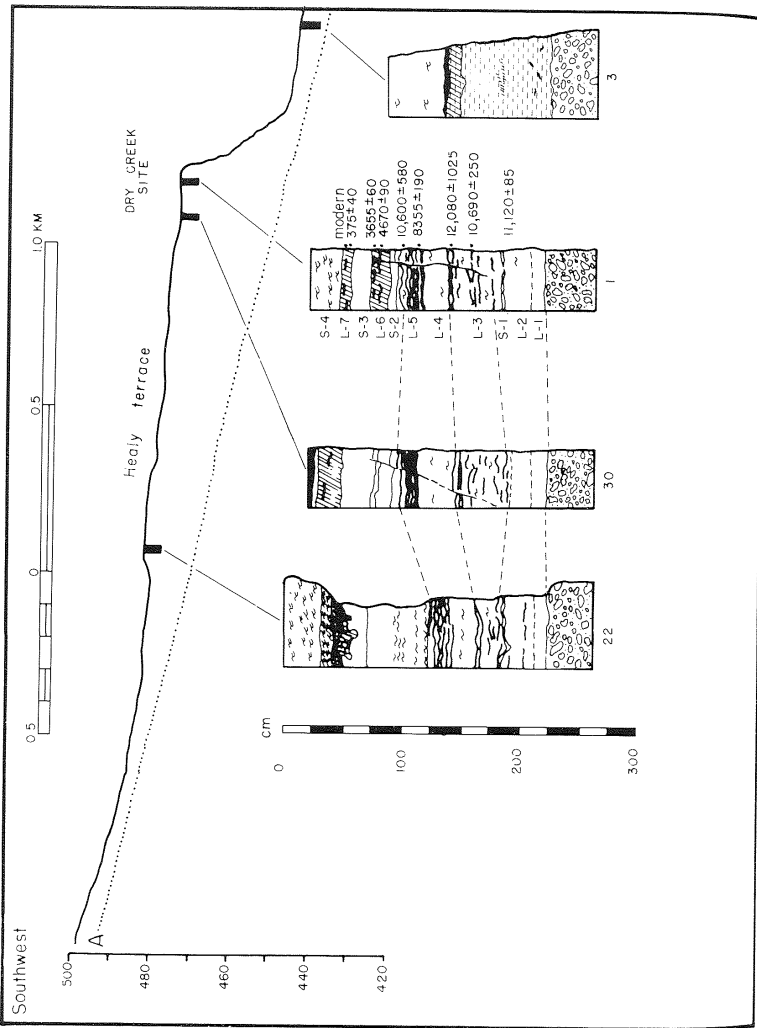 Southwest
0.5
0
0.5
1.0 KM
500
480
460
440
420
A
Healy terrace
DRY CREEK
SITE
cm
0
100
200
300
S-4
L-7
S-3
L-6
S-2
L-5
L-4
L-3
S-1
L-2
L-1
modern
375±40
3655±60
4670±90
10,600±580
8355±190
12,080±1025
10,690±250
11,120±85
22
30
1
3